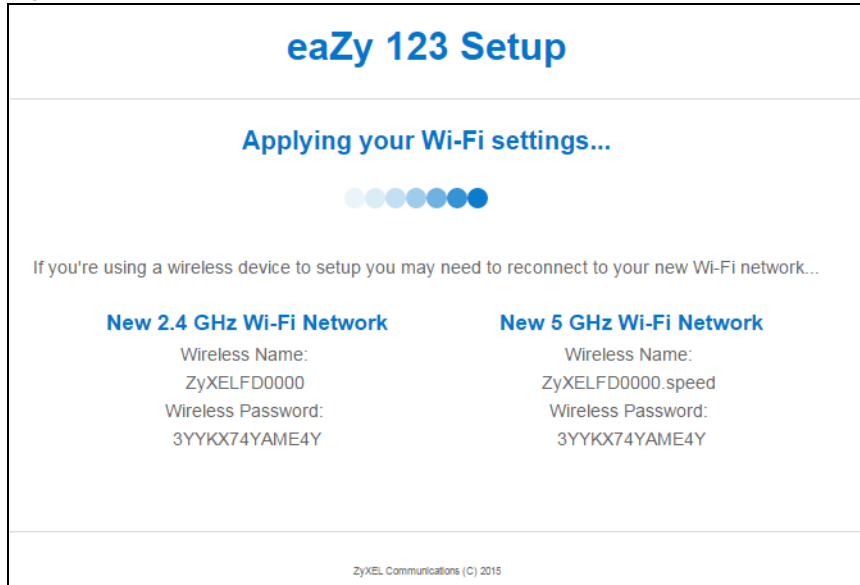 eaZy 123 Setup
Applying your Wi-Fi settings...
If you're using a wireless device to setup you may need to reconnect to your new Wi-Fi network...
New 2.4 GHz Wi-Fi Network
Wireless Name:
ZyXELFD0000
Wireless Password:
3YYKX74YAME4Y
New 5 GHz Wi-Fi Network
Wireless Name:
ZyXELFD0000.speed
Wireless Password:
3YYKX74YAME4Y
ZyXEL Communications (C) 2015